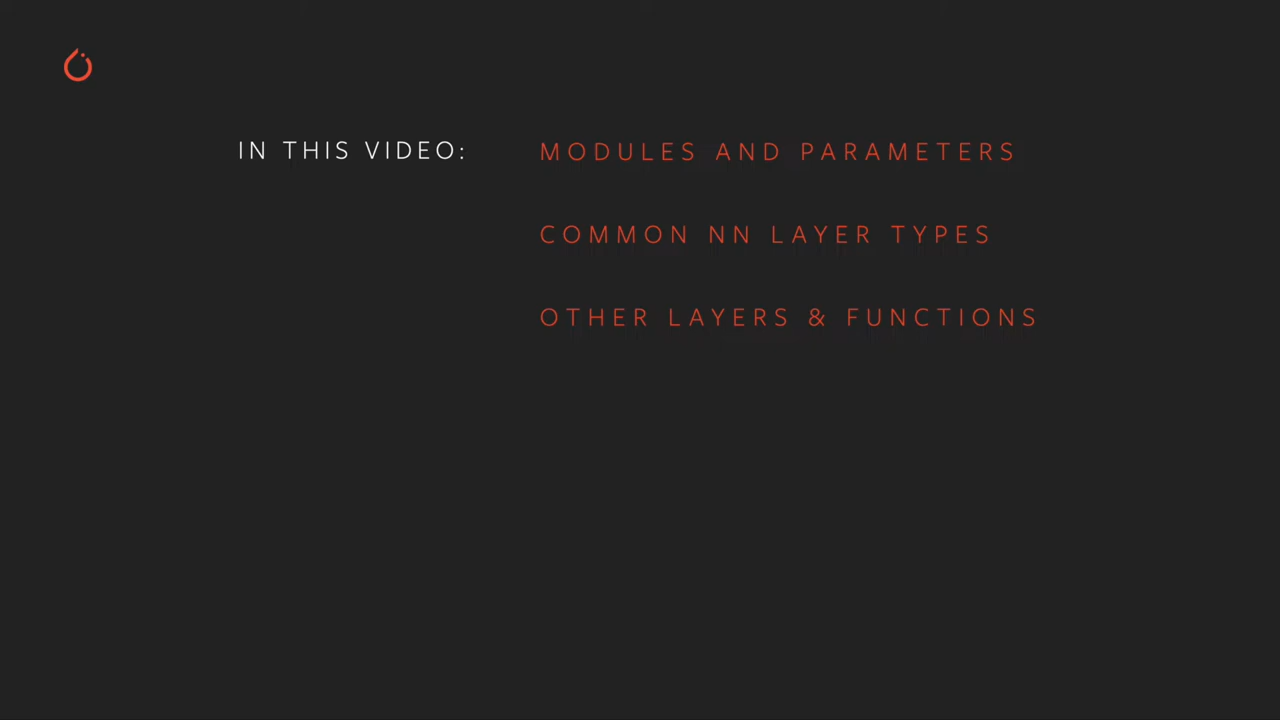 IN THIS VIDEO:
MODULES AND PARAMETERS
COMMON NN LAYER TYPES
OTHER LAYERS & FUNCTIONS